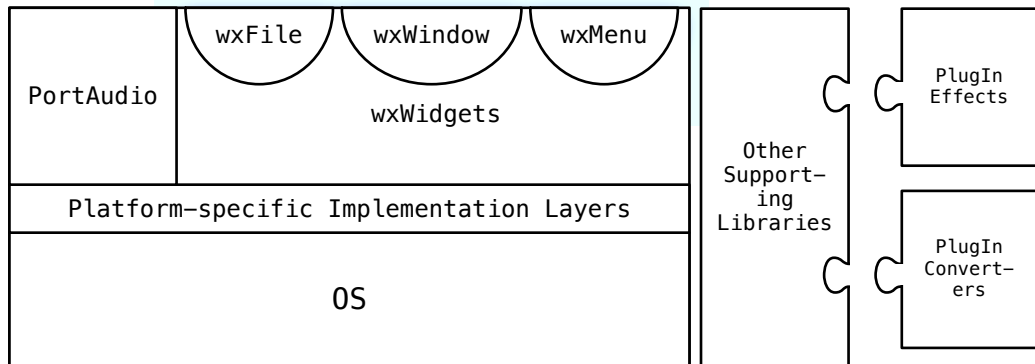 wxFile
wxWindow
wxMenu
PortAudio
wxWidgets
Platform–specific Implementation Layers
OS
Other
Support–
ing
Libraries
PlugIn
Effects
PlugIn
Convert–
ers